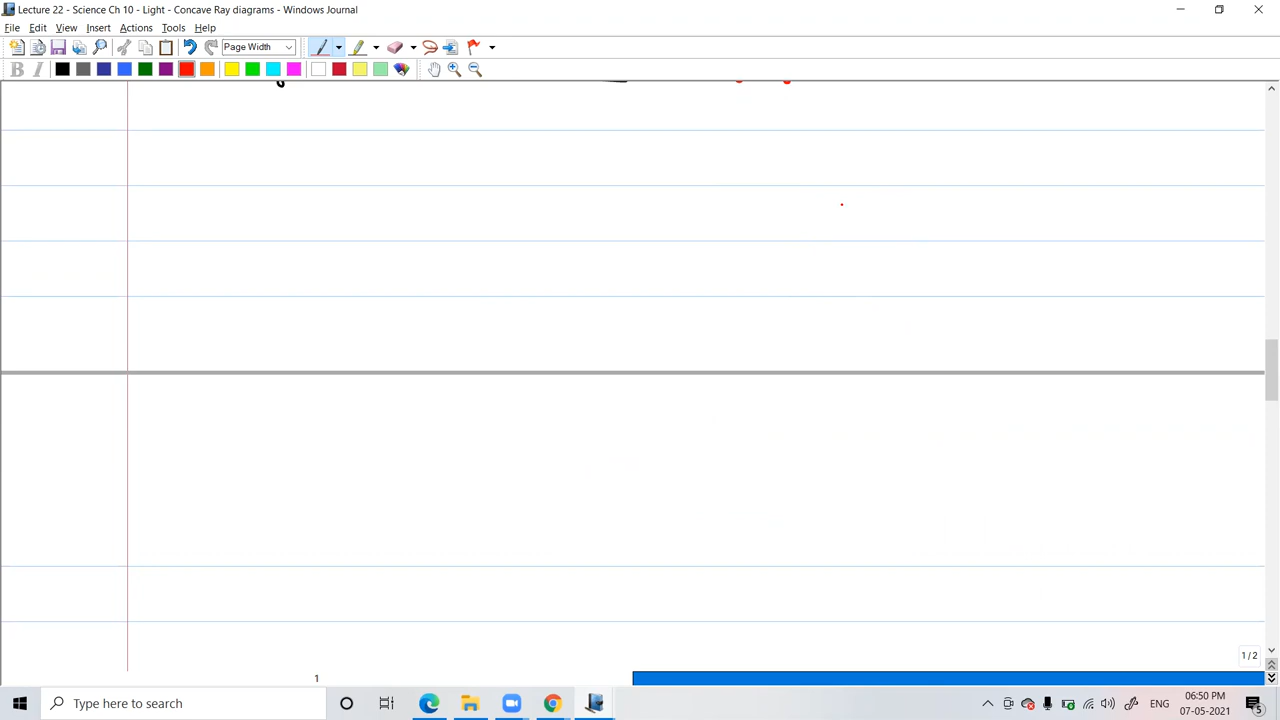 Lecture 22 - Science Ch 10 - Light - Concave Ray diagrams - Windows Journal
File Edit View Insert Actions Tools Help
Page Width
B I
1/2
1
Type here to search
ENG
06:50 PM
07-05-2021
5